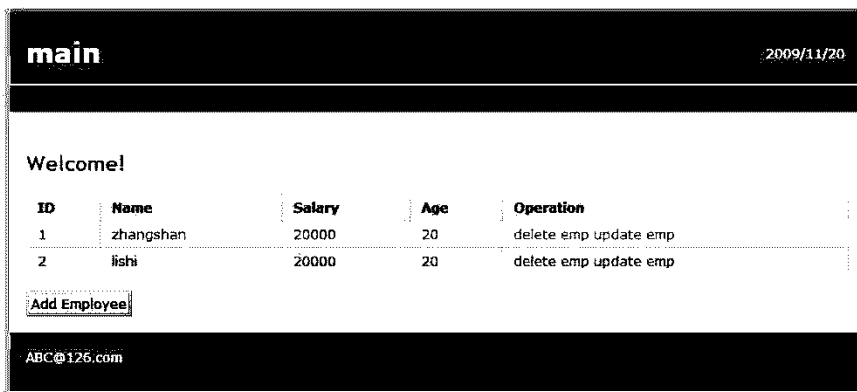 main 2009/11/20
Welcome!
ID Name Salary Age Operation
1 zhangshan 20000 20 delete emp update emp
2 lishi 20000 20 delete emp update emp
Add Employee
ABC@126.com